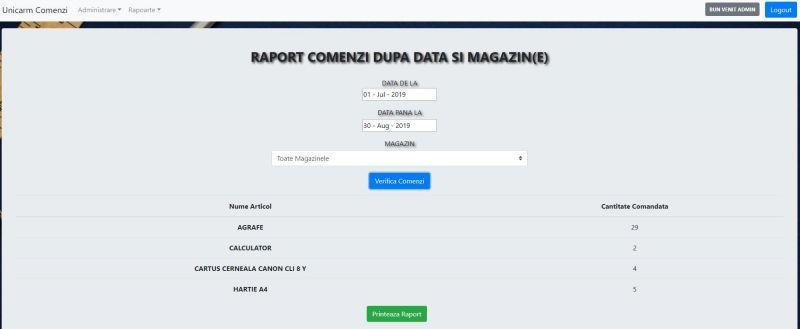 Unicarm Comenzi Administrare Rapoarte BUN VENIT ADMIN Logout
RAPORT COMENZI DUPA DATA SI MAGAZIN(E)
DATA DE LA
01 - Jul - 2019
DATA PANA LA
30 - Aug - 2019
MAGAZIN
Toate Magazinele
Verifica Comenzi
Nume Articol Cantitate Comandata
AGRAFE 29
CALCULATOR 2
CARTUS CERNEALA CANON CLI 8 Y 4
HARTIE A4 5
Printeaza Raport